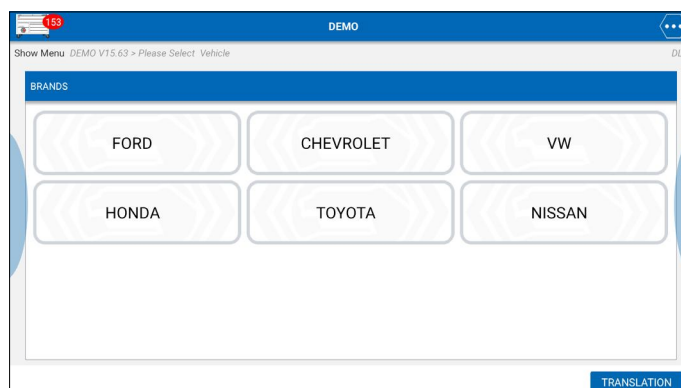 153
DEMO
Show Menu DEMO V15.63 > Please Select Vehicle
BRANDS
FORD CHEVROLET VW
HONDA TOYOTA NISSAN
TRANSLATION